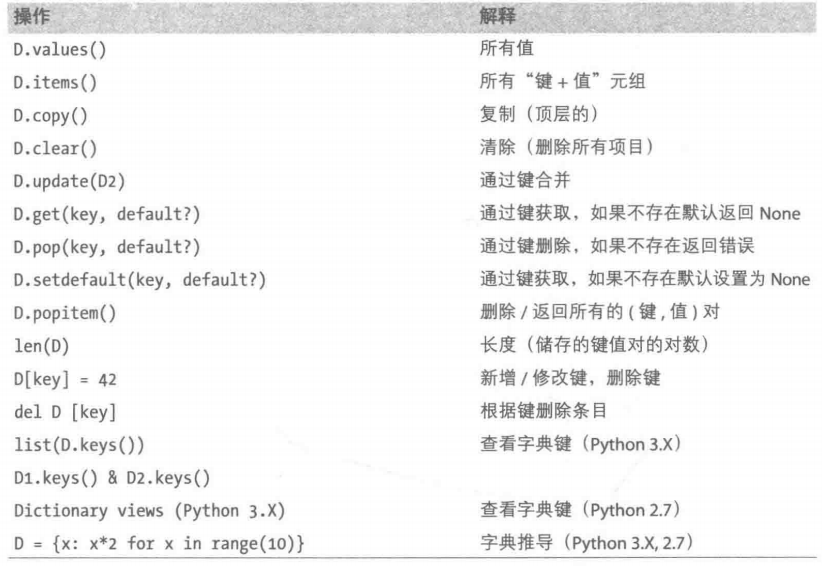 操作 解释
D.values() 所有值
D.items() 所有“键 + 值”元组
D.copy() 复制（顶层的）
D.clear() 清除（删除所有项目）
D.update(D2) 通过键合并
D.get(key, default?) 通过键获取，如果不存在默认返回 None
D.pop(key, default?) 通过键删除，如果不存在返回错误
D.setdefault(key, default?) 通过键获取，如果不存在默认设置为 None
D.popitem() 删除 / 返回所有的 ( 键 , 值 ) 对
len(D) 长度（储存的键值对的对数）
D[key] = 42 新增 / 修改键，删除键
del D [key] 根据键删除条目
list(D.keys()) 查看字典键（Python 3.X）
D1.keys() & D2.keys()
Dictionary views (Python 3.X) 查看字典键（Python 2.7）
D = {x: x*2 for x in range(10)} 字典推导（Python 3.X, 2.7）